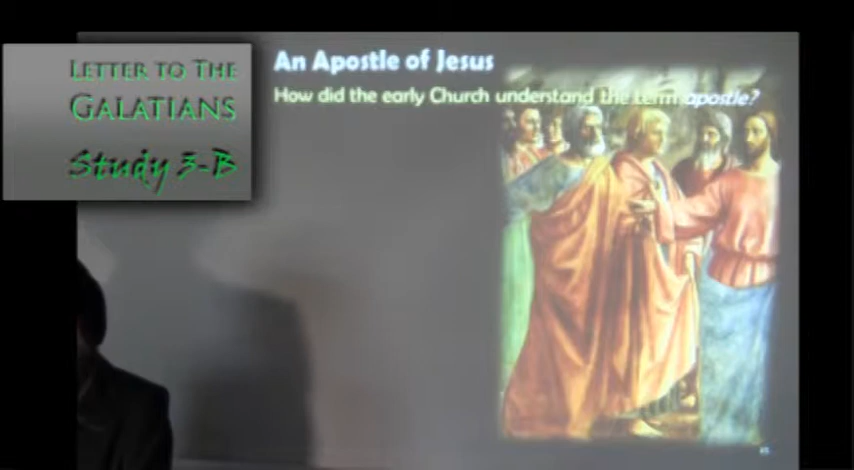 LETTER TO THE
GALATIANS
Study 3-B
An Apostle of Jesus
How did the early Church understand the term apostle?